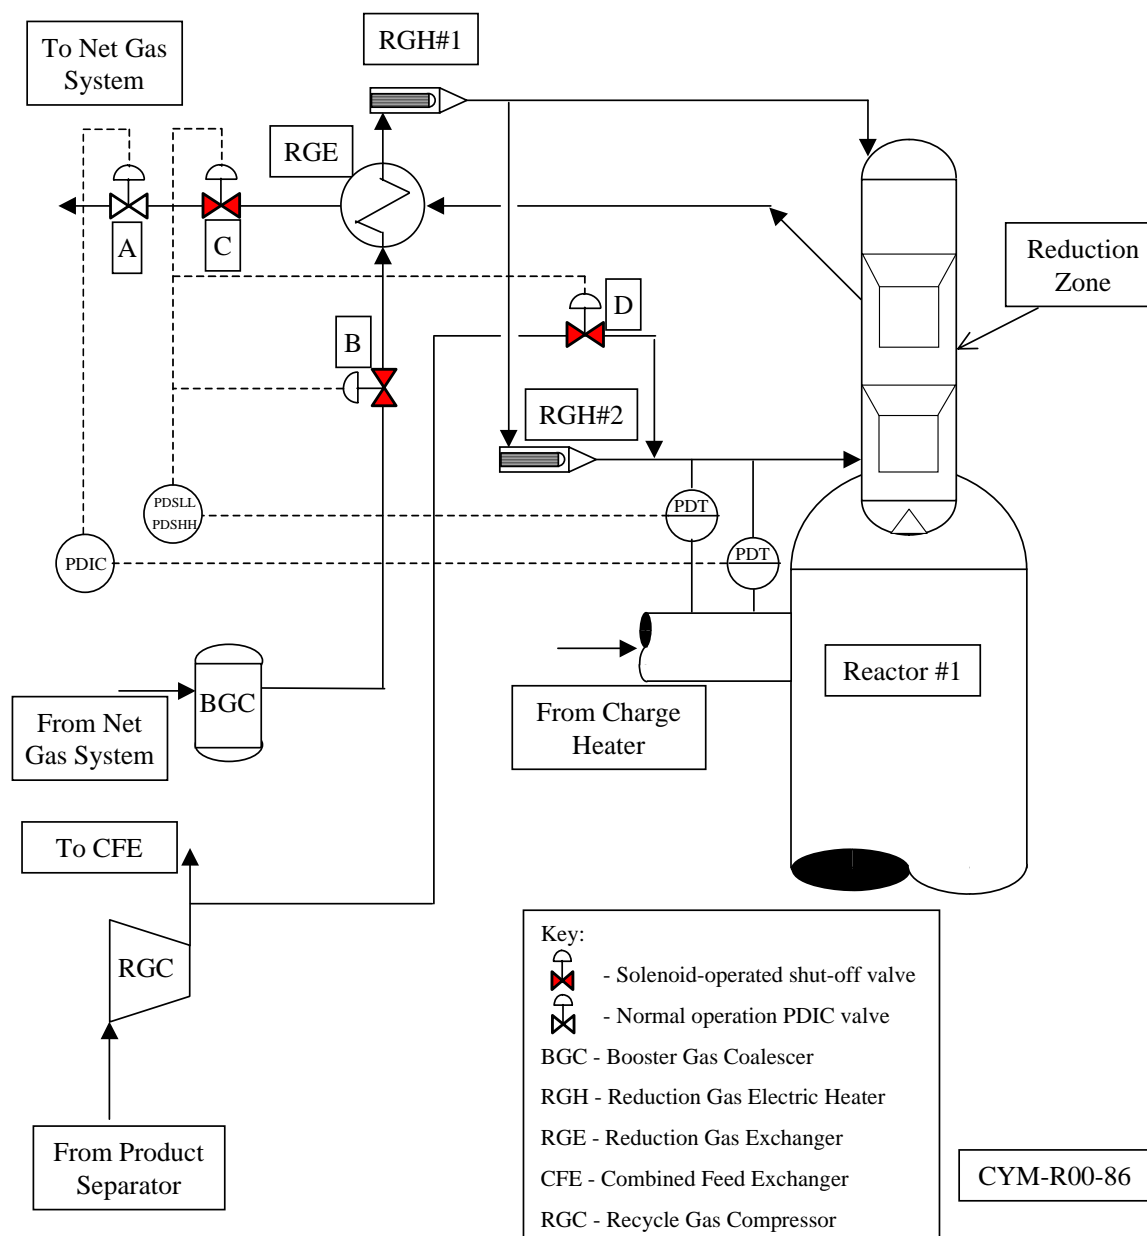 To Net Gas
System
RGH#1
RGE
A
C
Reduction
Zone
D
B
RGH#2
PDSLL
PDSHH
PDT
PDT
PDIC
Reactor #1
BGC
From Net
Gas System
From Charge
Heater
To CFE
RGC
From Product
Separator
Key:
- Solenoid-operated shut-off valve
- Normal operation PDIC valve
BGC - Booster Gas Coalescer
RGH - Reduction Gas Electric Heater
RGE - Reduction Gas Exchanger
CFE - Combined Feed Exchanger
RGC - Recycle Gas Compressor
CYM-R00-86